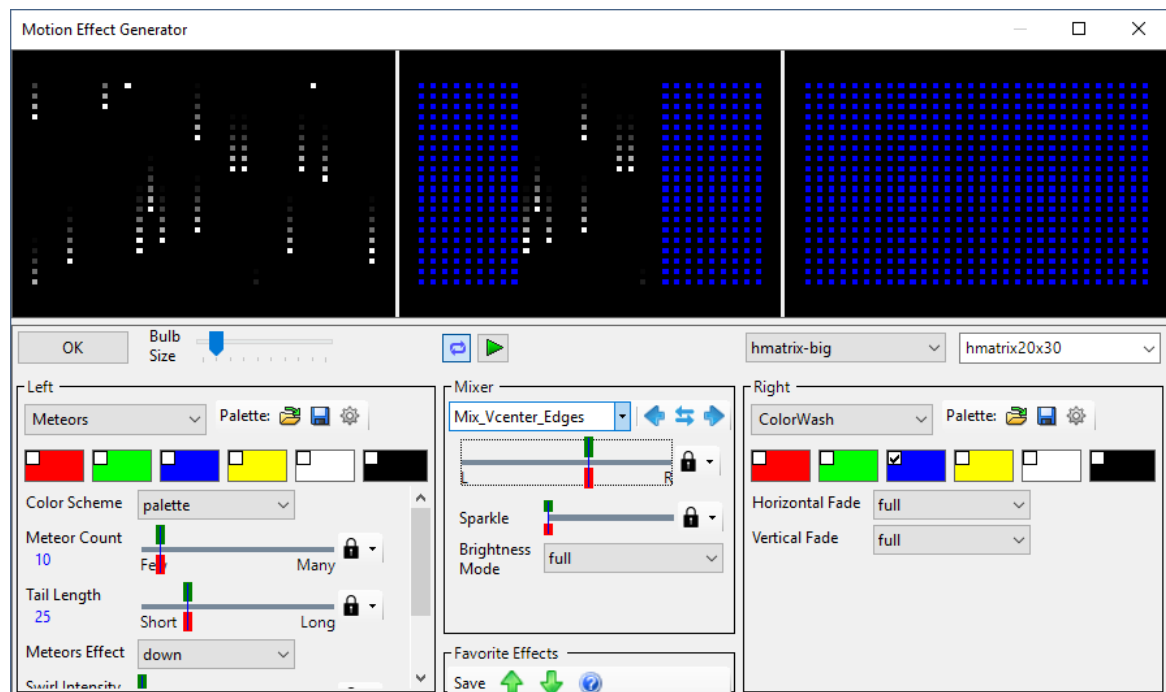 Motion Effect Generator
OK
Bulb
Size
hmatrix-big
hmatrix20x30
Left
Meteors
Palette:
Color Scheme
palette
Meteor Count
10
Few
Many
Tail Length
25
Short
Long
Meteors Effect
down
Swirl Intensity
Mixer
Mix_Vcenter_Edges
L
R
Sparkle
Brightness
Mode
full
Favorite Effects
Save
Right
ColorWash
Palette:
Horizontal Fade
full
Vertical Fade
full